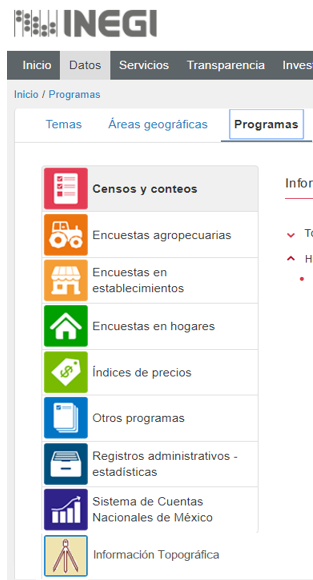 INEGI
Inicio Datos Servicios Transparencia Inves
Inicio / Programas
Temas Áreas geográficas Programas
Censos y conteos
Infor
Encuestas agropecuarias
To
Encuestas en
establecimientos
H
Encuestas en hogares
Índices de precios
Otros programas
Registros administrativos -
estadísticas
Sistema de Cuentas
Nacionales de México
Información Topográfica